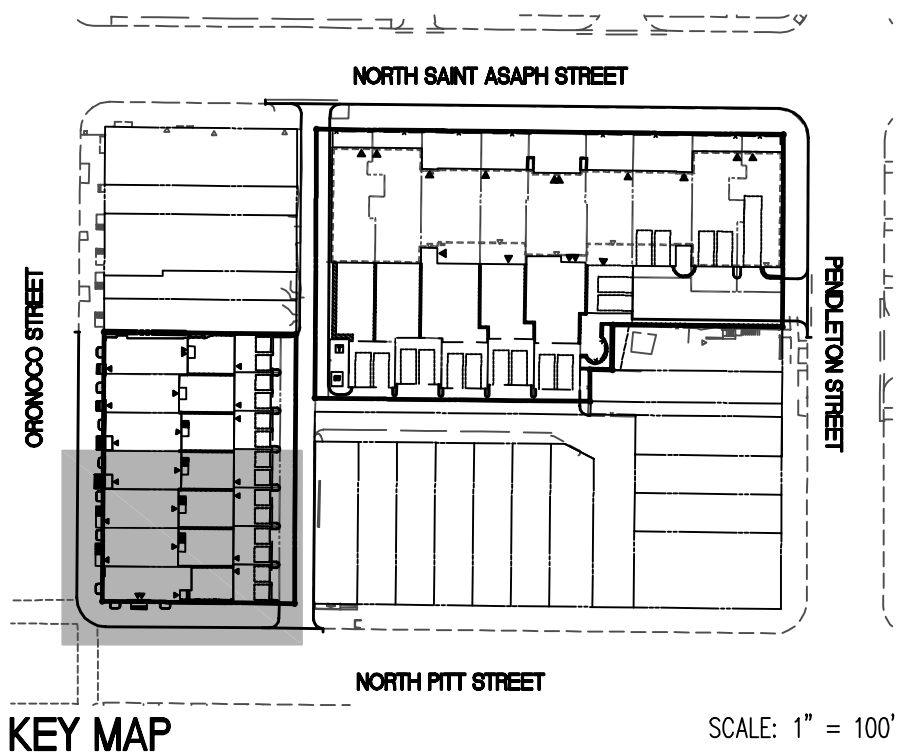 NORTH SAINT ASAPH STREET
ORONOCO STREET
PENDLETON STREET
NORTH PITT STREET
KEY MAP
SCALE: 1" = 100'